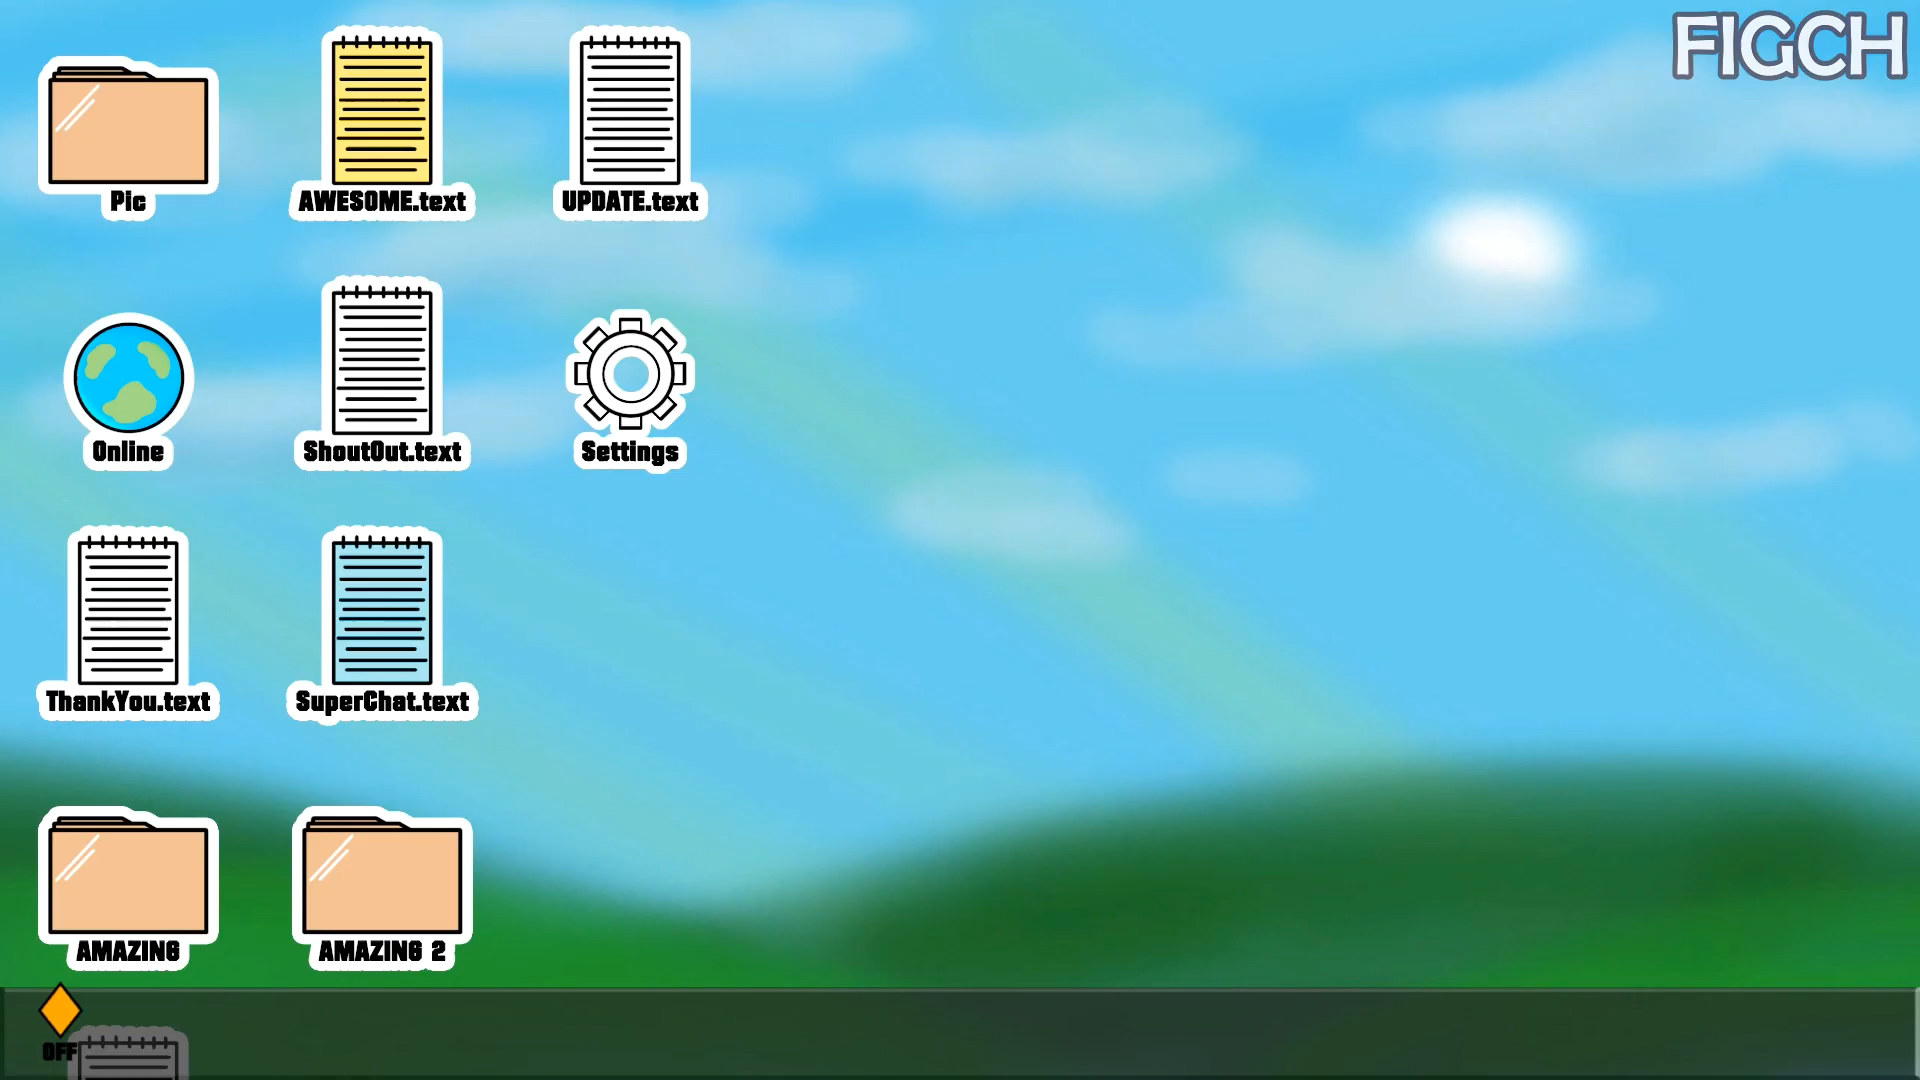 FIGCH
Pic
AWESOME.text
UPDATE.text
Online
ShoutOut.text
Settings
ThankYou.text
SuperChat.text
AMAZING
AMAZING 2
OFF